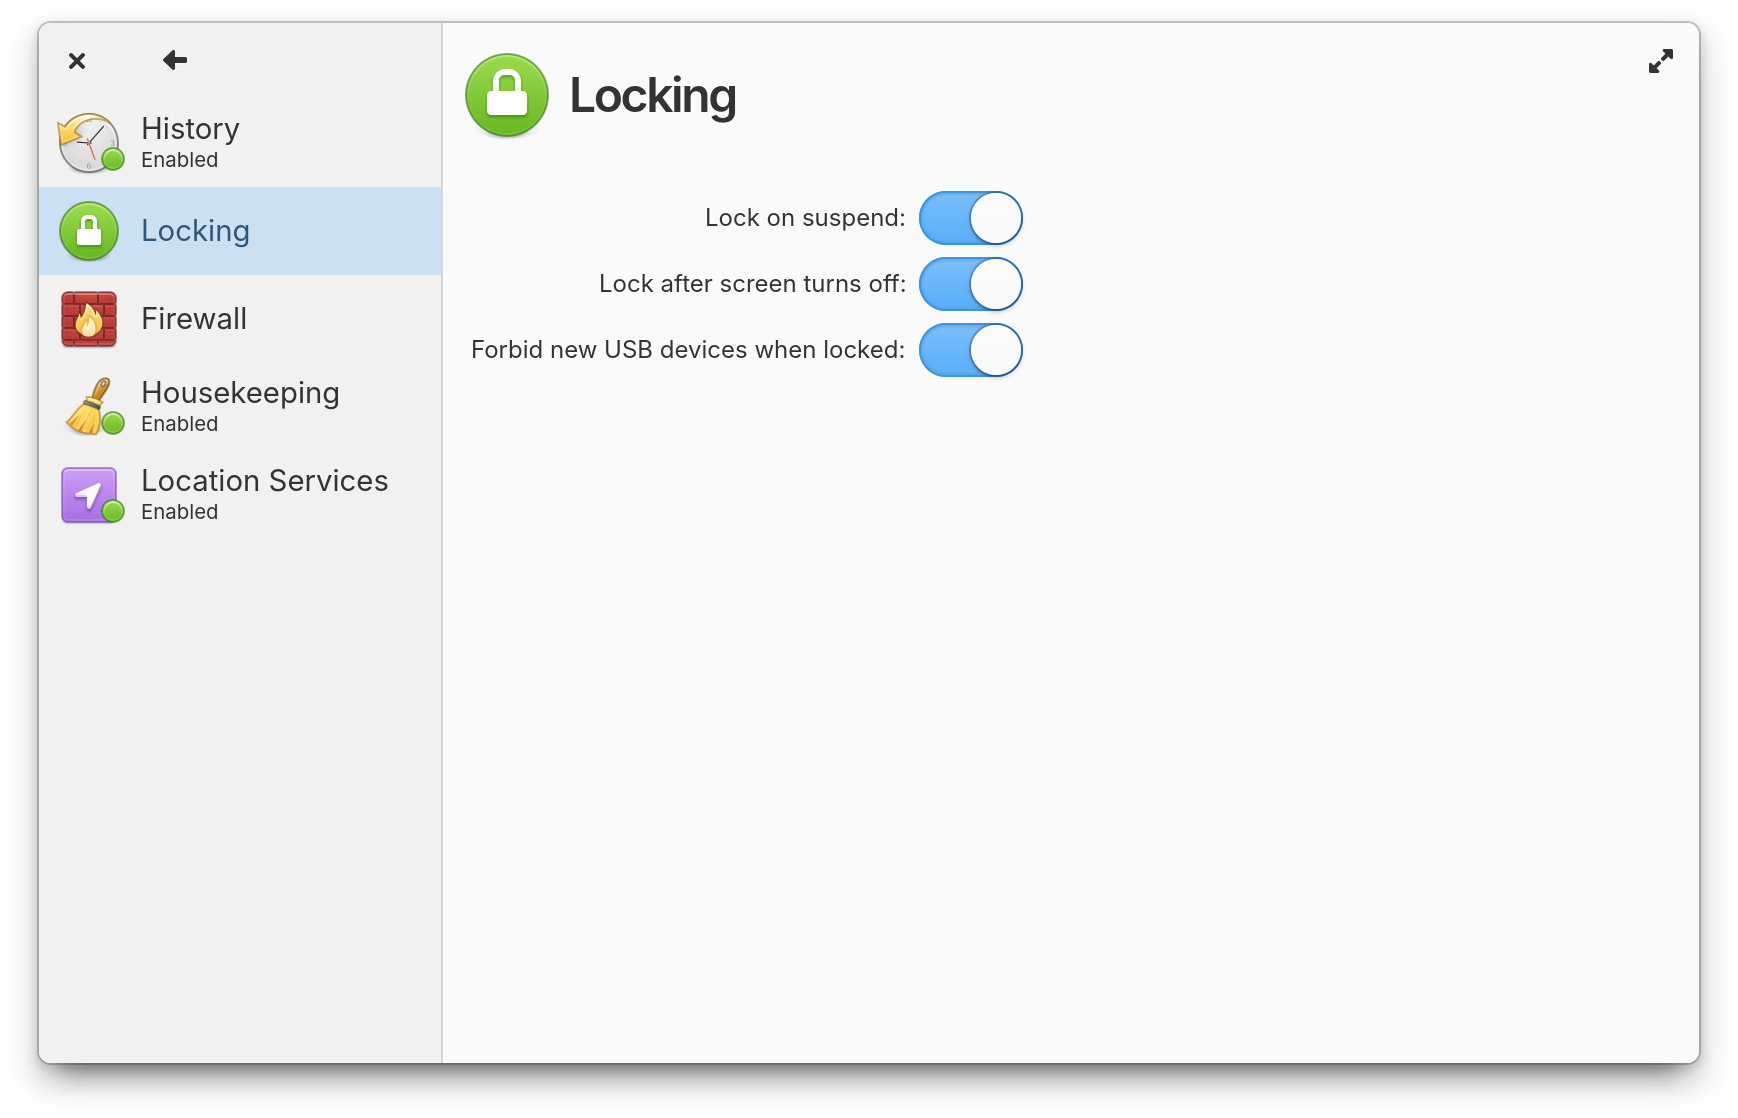 History
Enabled
Locking
Firewall
Housekeeping
Enabled
Location Services
Enabled
Locking
Lock on suspend:
Lock after screen turns off:
Forbid new USB devices when locked: